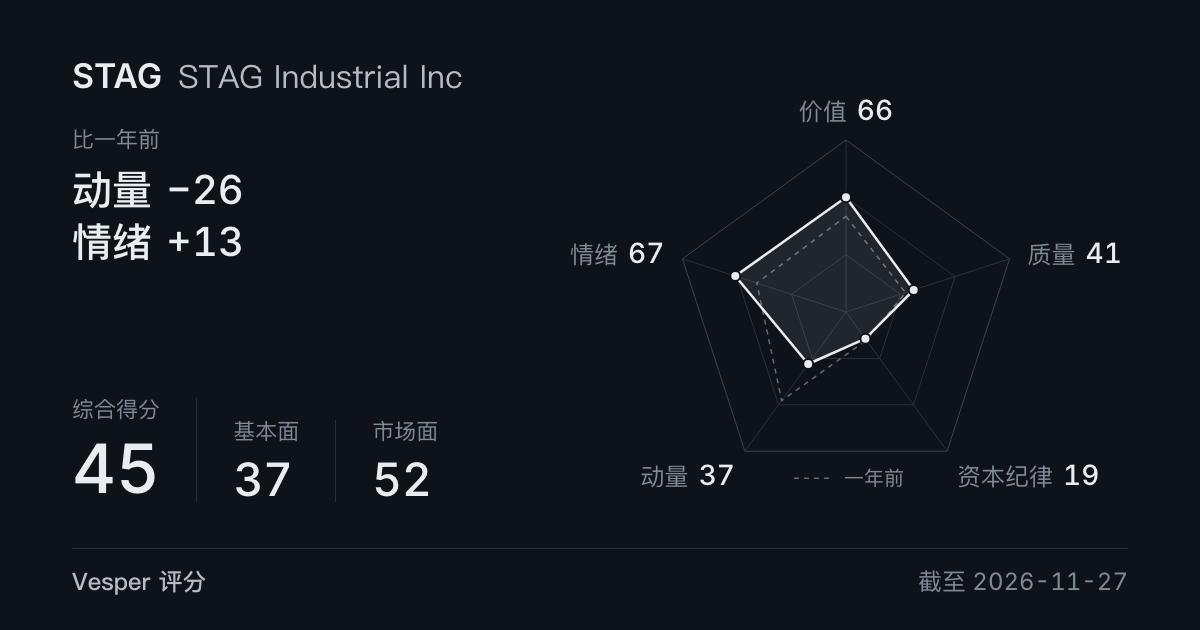 STAG STAG Industrial Inc
比一年前
动量 −26
情绪 +13
综合得分
45
基本面
37
市场面
52
价值 66
质量 41
情绪 67
动量 37
一年前
资本纪律 19
Vesper 评分
截至 2026-11-27